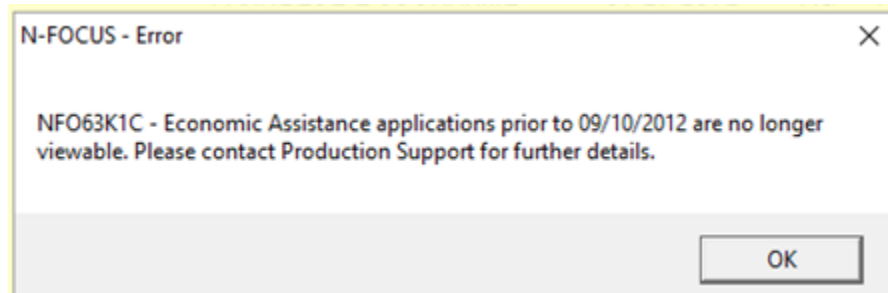 N-FOCUS - Error
NFO63K1C - Economic Assistance applications prior to 09/10/2012 are no longer
viewable. Please contact Production Support for further details.
OK